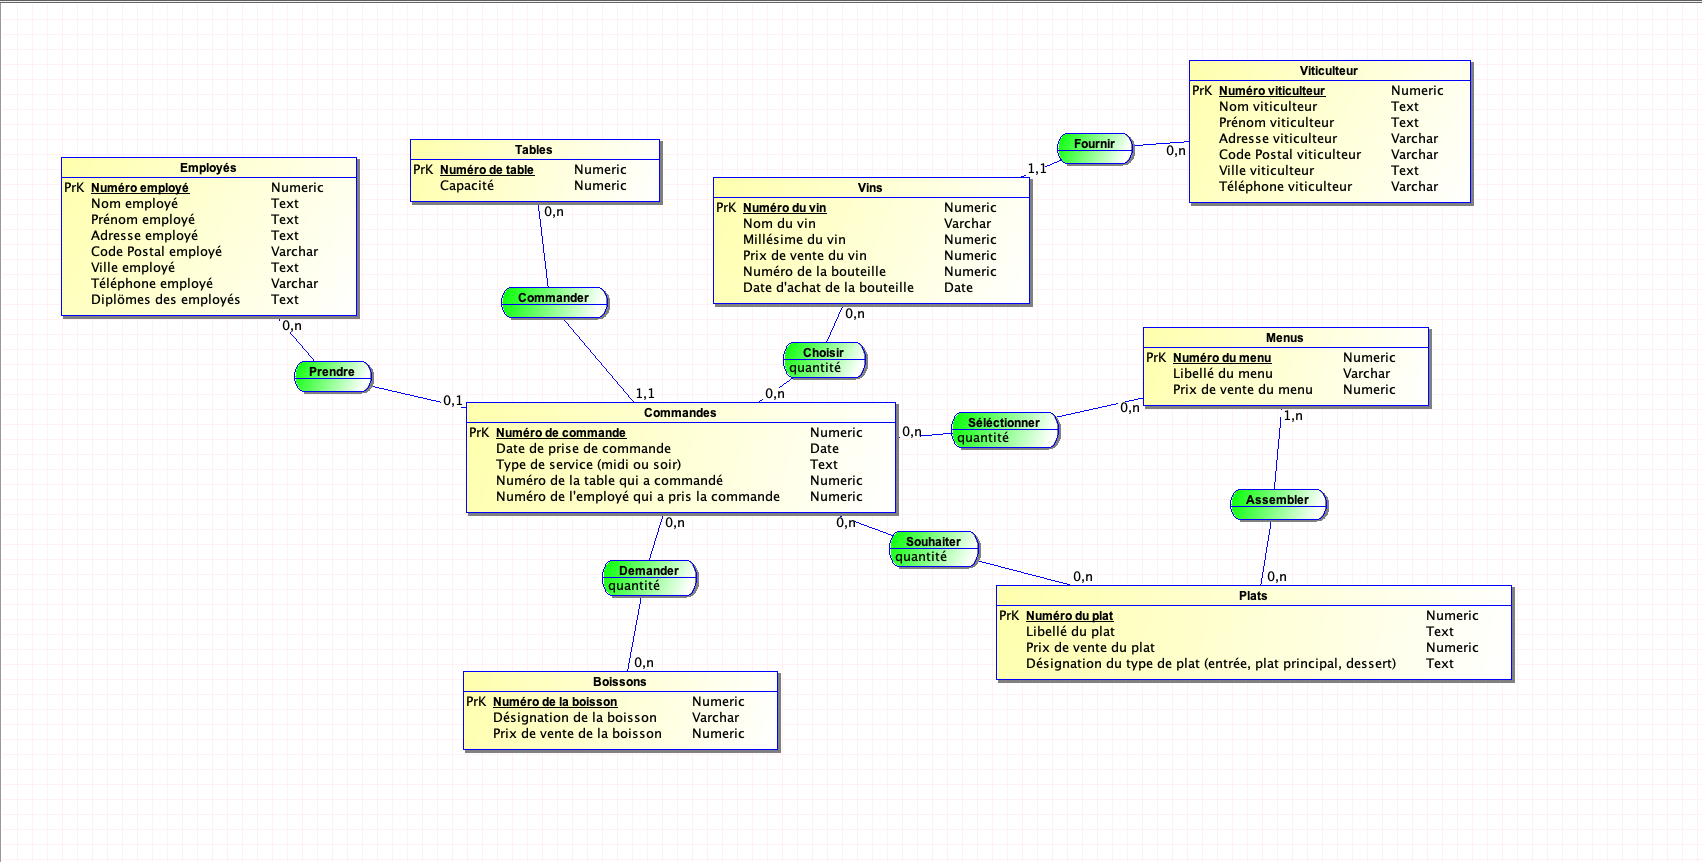 Viticulteur
PrK Numéro viticulteur Numeric
Nom viticulteur Text
Prénom viticulteur Text
Adresse viticulteur Varchar
Code Postal viticulteur Varchar
Ville viticulteur Text
Téléphone viticulteur Varchar
Fournir
0,n
1,1
Tables
PrK Numéro de table Numeric
Capacité Numeric
0,n
Employés
PrK Numéro employé Numeric
Nom employé Text
Prénom employé Text
Adresse employé Text
Code Postal employé Varchar
Ville employé Text
Téléphone employé Varchar
Diplömes des employés Text
0,n
Vins
PrK Numéro du vin Numeric
Nom du vin Varchar
Millésime du vin Numeric
Prix de vente du vin Numeric
Numéro de la bouteille Numeric
Date d'achat de la bouteille Date
0,n
Commander
1,1
Choisir
quantité
0,n
Prendre
0,1
Menus
PrK Numéro du menu Numeric
Libellé du menu Varchar
Prix de vente du menu Numeric
0,n
1,n
Séléctionner
quantité
0,n
Commandes
PrK Numéro de commande Numeric
Date de prise de commande Date
Type de service (midi ou soir) Text
Numéro de la table qui a commandé Numeric
Numéro de l'employé qui a pris la commande Numeric
0,n
0,n
Assembler
0,n
Souhaiter
quantité
0,n
Demander
quantité
0,n
Plats
PrK Numéro du plat Numeric
Libellé du plat Text
Prix de vente du plat Numeric
Désignation du type de plat (entrée, plat principal, dessert) Text
Boissons
PrK Numéro de la boisson Numeric
Désignation de la boisson Varchar
Prix de vente de la boisson Numeric